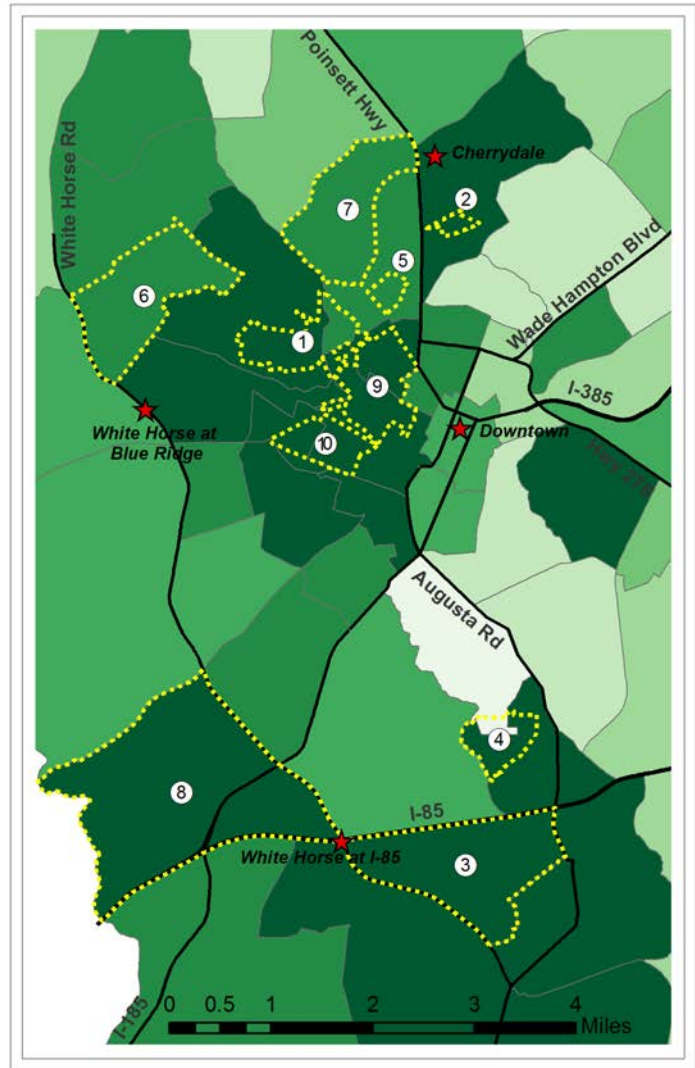 Poinsett Hwy
White Horse Rd
Cherrydale
2
7
Wade Hampton Blvd
5
6
1
I-385
9
White Horse at
Blue Ridge
Downtown
10
Hwy 276
Augusta Rd
4
8
I-85
White Horse at I-85
3
I-185
0 0.5 1 2 3 4
Miles